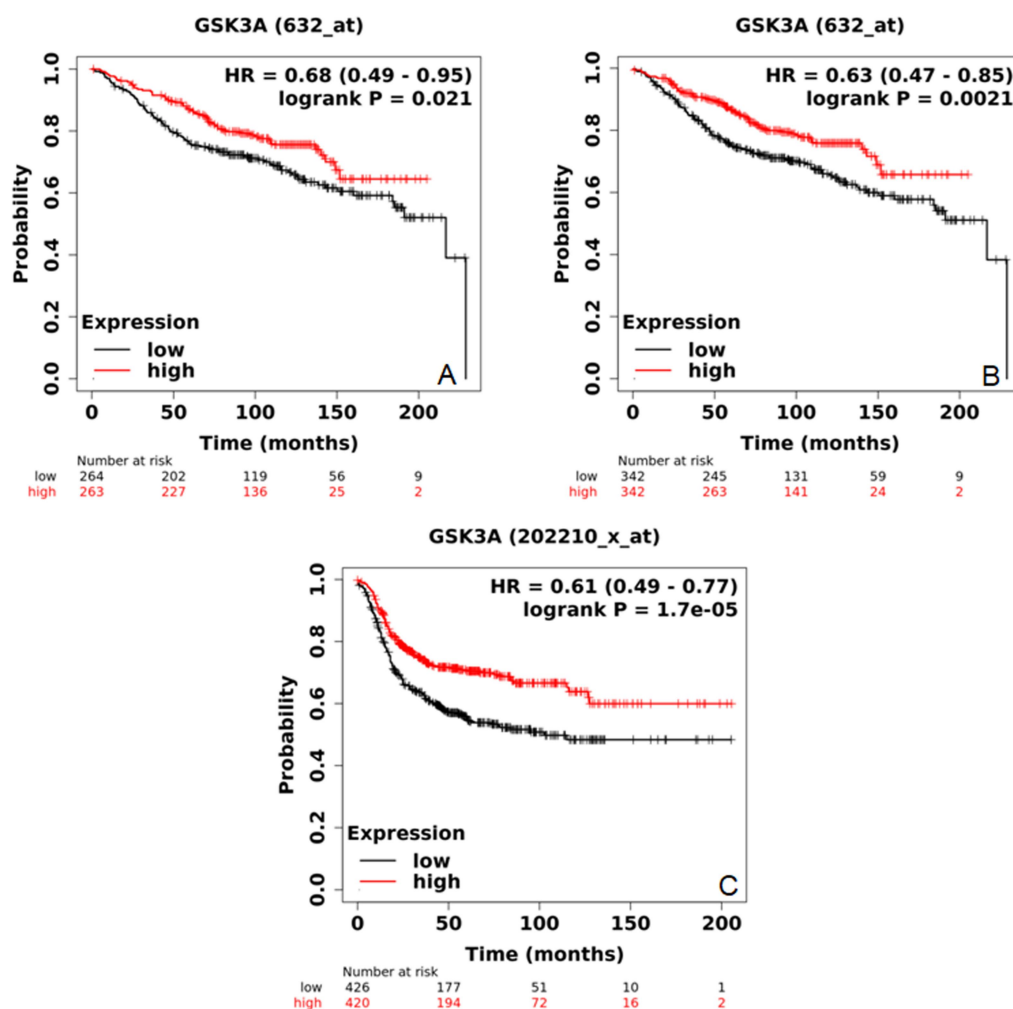 GSK3A (632_at)
HR = 0.68 (0.49 - 0.95)
logrank P = 0.021
Probability
1.0
0.8
0.6
0.4
0.2
0.0
Expression
low
high
A
0 50 100 150 200
Time (months)
Number at risk
low 264 202 119 56 9
high 263 227 136 25 2
GSK3A (632_at)
HR = 0.63 (0.47 - 0.85)
logrank P = 0.0021
Probability
1.0
0.8
0.6
0.4
0.2
0.0
Expression
low
high
B
0 50 100 150 200
Time (months)
Number at risk
low 342 245 131 59 9
high 342 263 141 24 2
GSK3A (202210_x_at)
HR = 0.61 (0.49 - 0.77)
logrank P = 1.7e-05
Probability
1.0
0.8
0.6
0.4
0.2
0.0
Expression
low
high
C
0 50 100 150 200
Time (months)
Number at risk
low 426 177 51 10 1
high 420 194 72 16 2